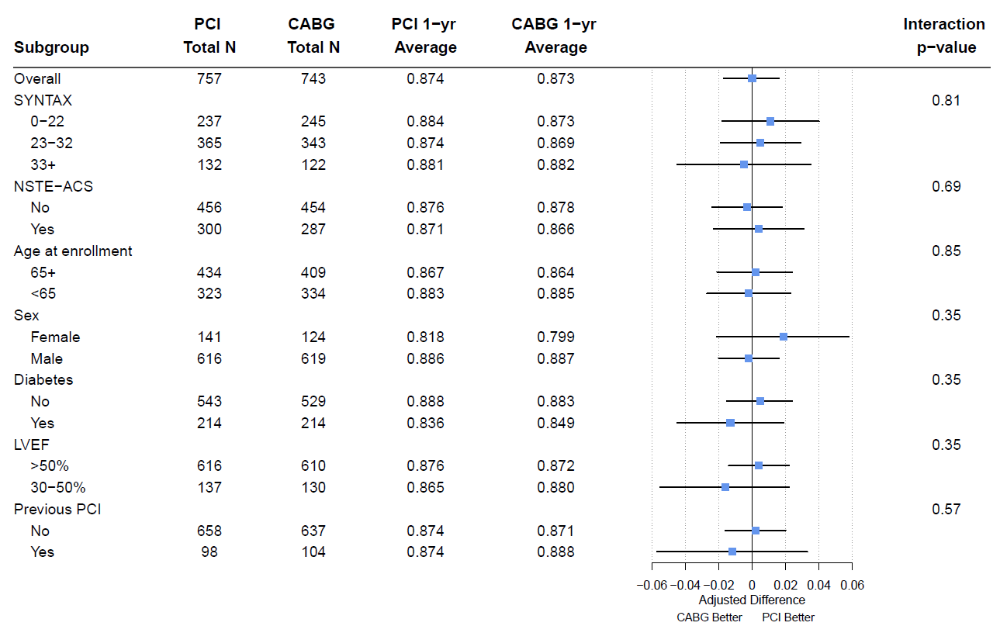 PCI CABG PCI 1−yr CABG 1−yr Interaction
Subgroup Total N Total N Average Average p−value
Overall 757 743 0.874 0.873
SYNTAX 0.81
0−22 237 245 0.884 0.873
23−32 365 343 0.874 0.869
33+ 132 122 0.881 0.882
NSTE−ACS 0.69
No 456 454 0.876 0.878
Yes 300 287 0.871 0.866
Age at enrollment 0.85
65+ 434 409 0.867 0.864
<65 323 334 0.883 0.885
Sex 0.35
Female 141 124 0.818 0.799
Male 616 619 0.886 0.887
Diabetes 0.35
No 543 529 0.888 0.883
Yes 214 214 0.836 0.849
LVEF 0.35
>50% 616 610 0.876 0.872
30−50% 137 130 0.865 0.880
Previous PCI 0.57
No 658 637 0.874 0.871
Yes 98 104 0.874 0.888
−0.06 −0.04 −0.02 0 0.02 0.04 0.06
Adjusted Difference
CABG Better PCI Better